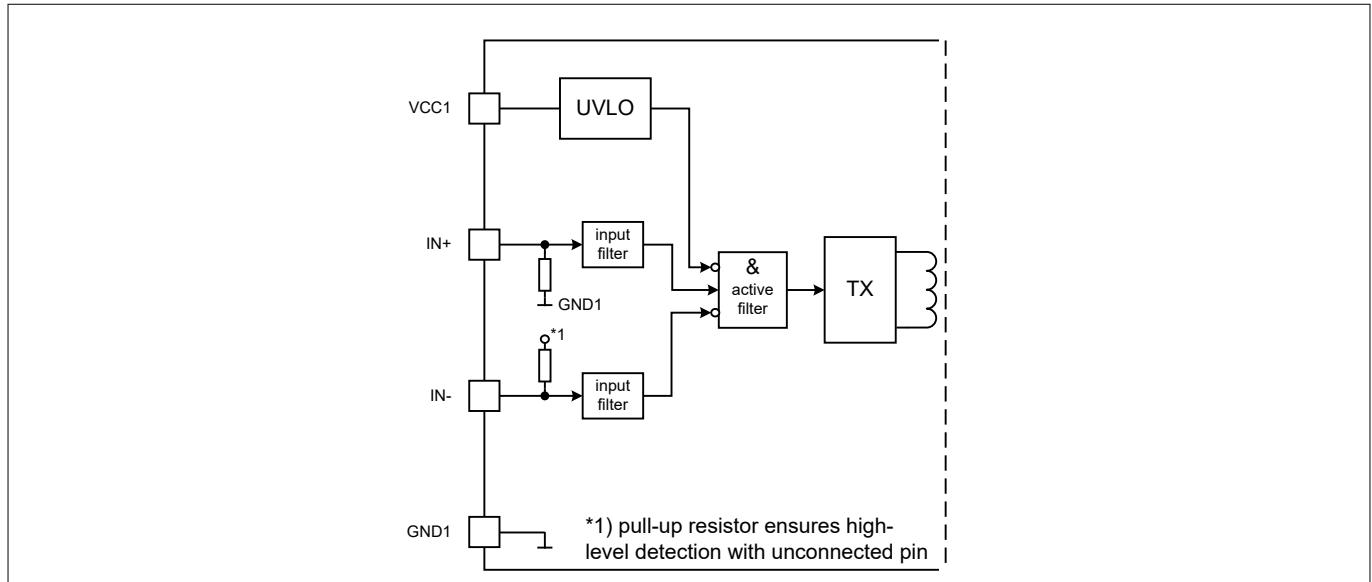 VCC1
UVLO
IN+
input
filter
GND1
&
active
filter
TX
*1
IN-
input
filter
GND1
*1) pull-up resistor ensures high-
level detection with unconnected pin